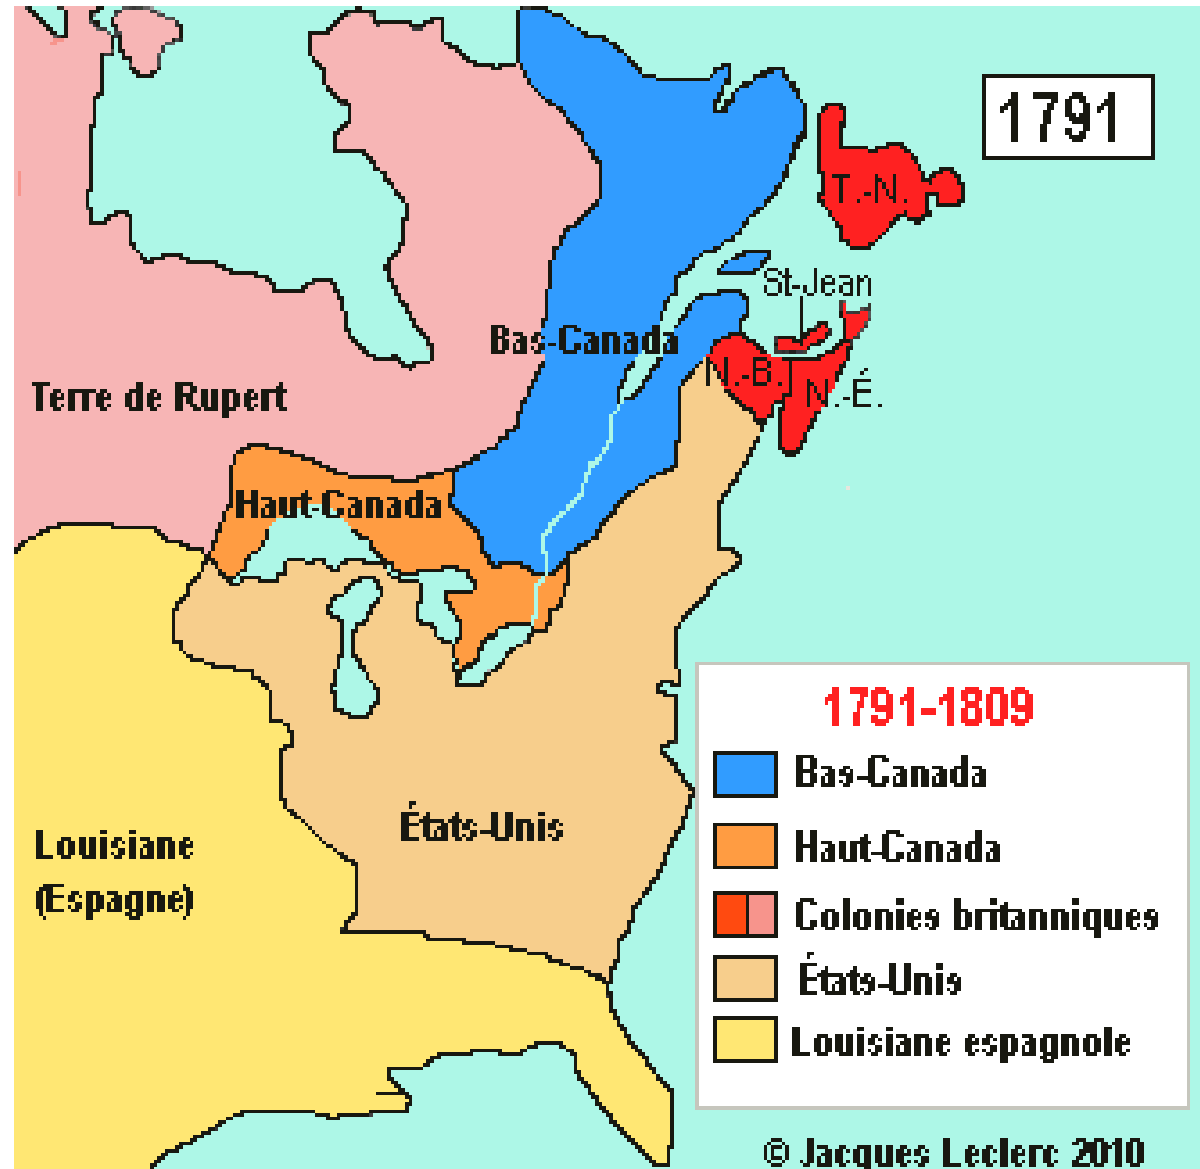 1791
T.-N.
St-Jean
Bas-Canada
N.-B.
N.-É.
Terre de Rupert
Haut-Canada
États-Unis
Louisiane
(Espagne)
1791-1809
Bas-Canada
Haut-Canada
Colonies britanniques
États-Unis
Louisiane espagnole
© Jacques Leclerc 2010